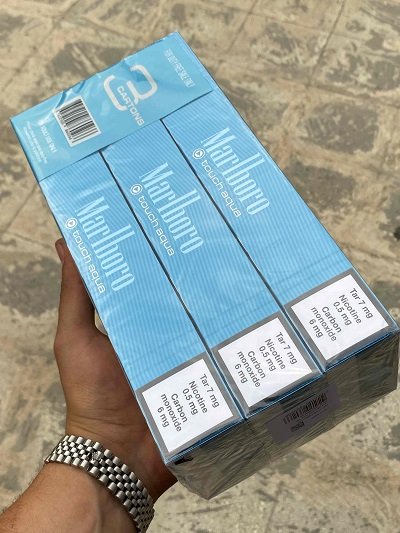 3
CARTONS
Marlboro
touch aqua
Tar 7 mg
Nicotine
0.5 mg
Carbon
monoxide
6 mg
Marlboro
touch aqua
Tar 7 mg
Nicotine
0.5 mg
Carbon
monoxide
6 mg
Marlboro
touch aqua
Tar 7 mg
Nicotine
0.5 mg
Carbon
monoxide
6 mg